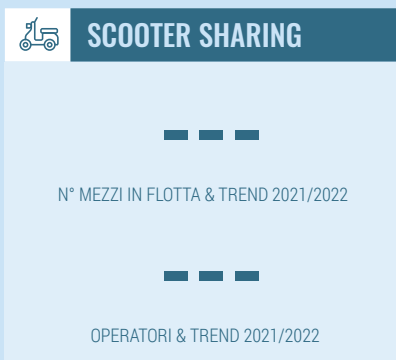 SCOOTER SHARING
---
N° MEZZI IN FLOTTA & TREND 2021/2022
---
OPERATORI & TREND 2021/2022